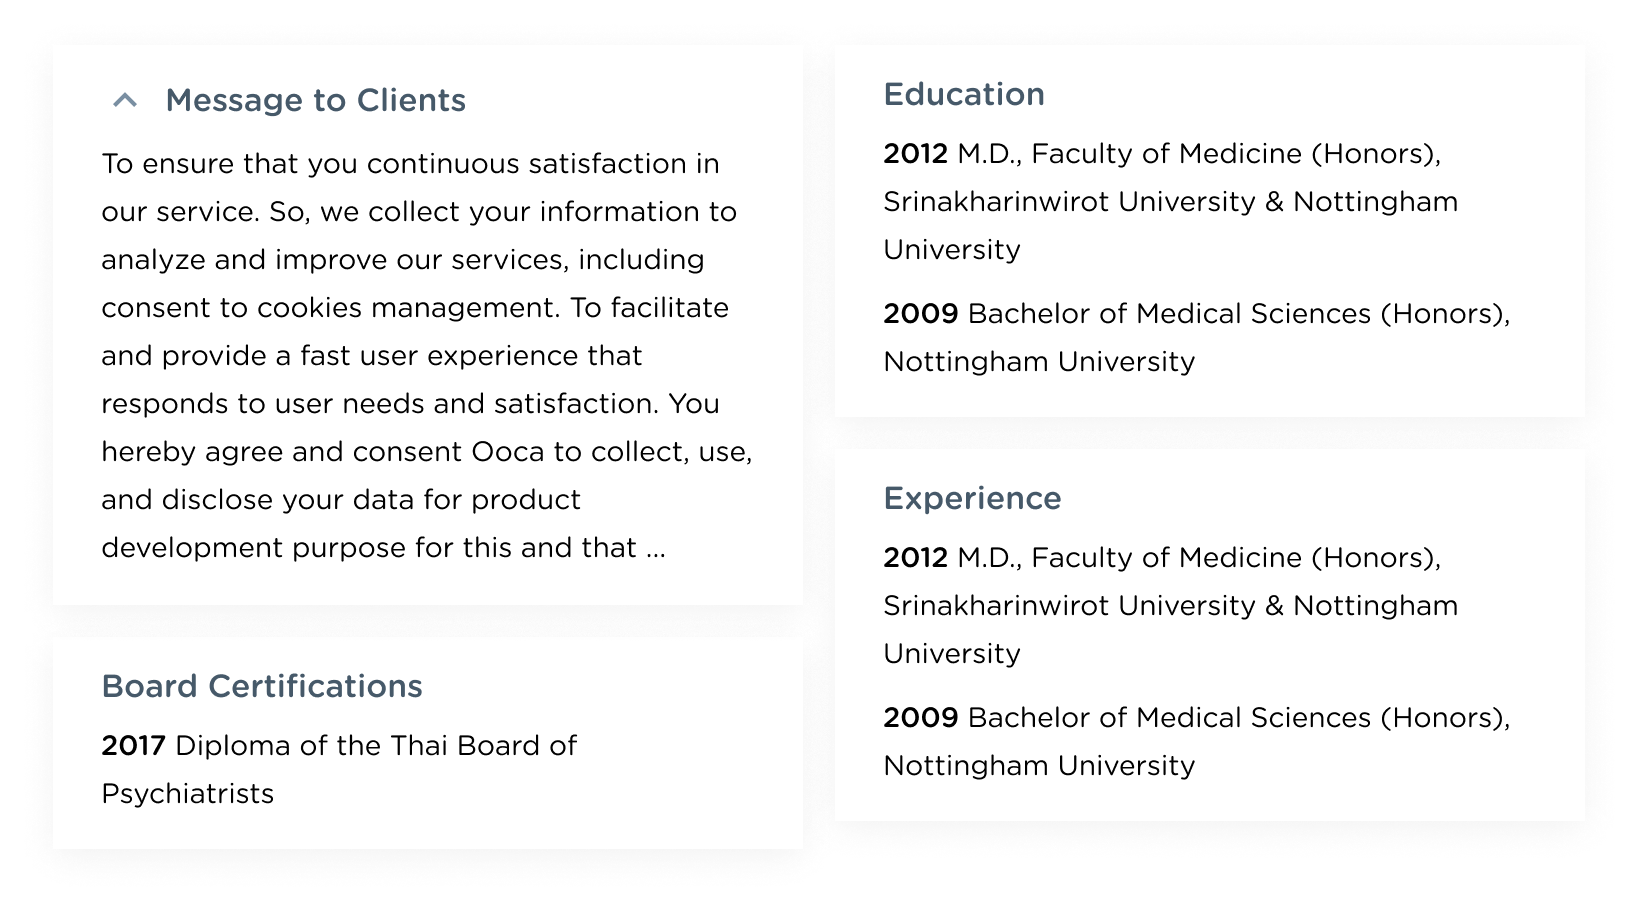 Message to Clients
To ensure that you continuous satisfaction in
our service. So, we collect your information to
analyze and improve our services, including
consent to cookies management. To facilitate
and provide a fast user experience that
responds to user needs and satisfaction. You
hereby agree and consent Ooca to collect, use,
and disclose your data for product
development purpose for this and that ...
Board Certifications
2017 Diploma of the Thai Board of
Psychiatrists
Education
2012 M.D., Faculty of Medicine (Honors),
Srinakharinwirot University & Nottingham
University
2009 Bachelor of Medical Sciences (Honors),
Nottingham University
Experience
2012 M.D., Faculty of Medicine (Honors),
Srinakharinwirot University & Nottingham
University
2009 Bachelor of Medical Sciences (Honors),
Nottingham University